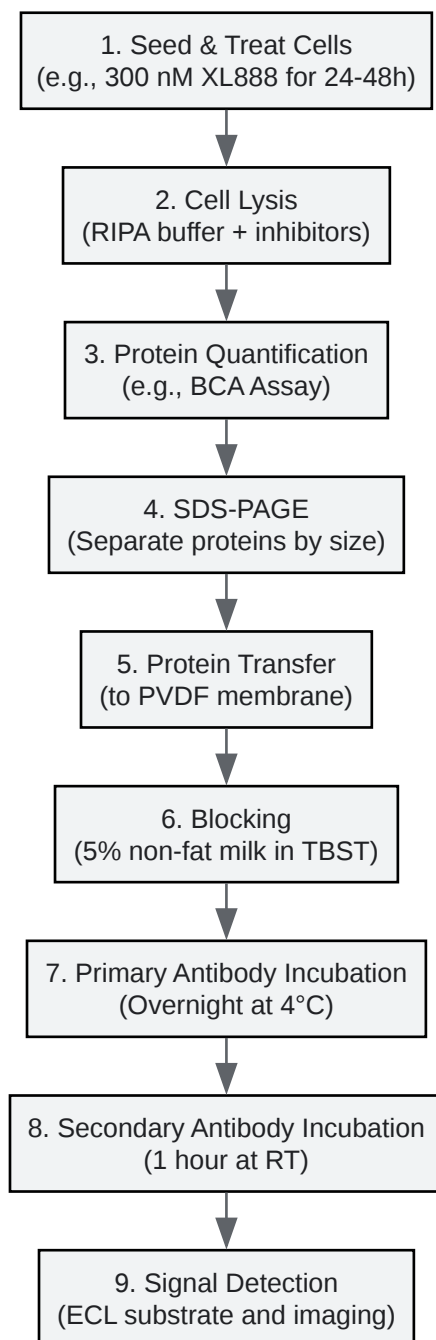 1. Seed & Treat Cells
(e.g., 300 nM XL888 for 24-48h)
2. Cell Lysis
(RIPA buffer + inhibitors)
3. Protein Quantification
(e.g., BCA Assay)
4. SDS-PAGE
(Separate proteins by size)
5. Protein Transfer
(to PVDF membrane)
6. Blocking
(5% non-fat milk in TBST)
7. Primary Antibody Incubation
(Overnight at 4°C)
8. Secondary Antibody Incubation
(1 hour at RT)
9. Signal Detection
(ECL substrate and imaging)